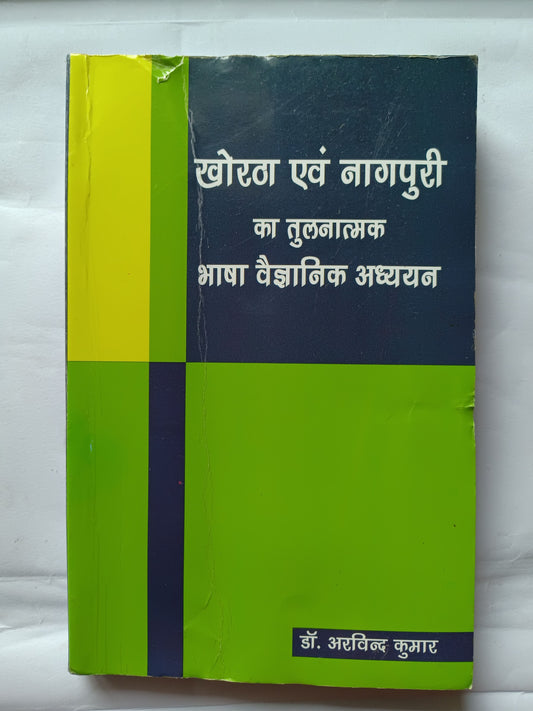 खोरठा एवं नागपुरी
का तुलनात्मक
भाषा वैज्ञानिक अध्ययन
डॉ. अरविन्द कुमार